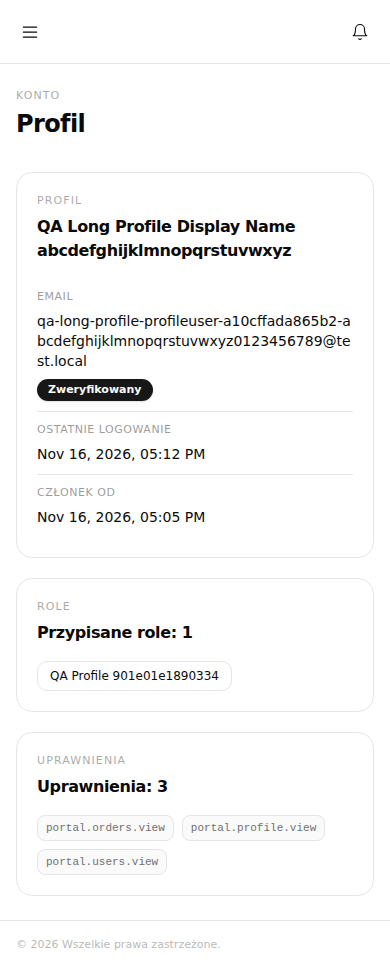 KONTO
Profil
PROFIL
QA Long Profile Display Name
abcdefghijklmnopqrstuvwxyz
EMAIL
qa-long-profile-profileuser-a10cffada865b2-a
bcdefghijklmnopqrstuvwxyz0123456789@te
st.local
Zweryfikowany
OSTATNIE LOGOWANIE
Nov 16, 2026, 05:12 PM
CZŁONEK OD
Nov 16, 2026, 05:05 PM
ROLE
Przypisane role: 1
QA Profile 901e01e1890334
UPRAWNIENIA
Uprawnienia: 3
portal.orders.view
portal.profile.view
portal.users.view
© 2026 Wszelkie prawa zastrzeżone.